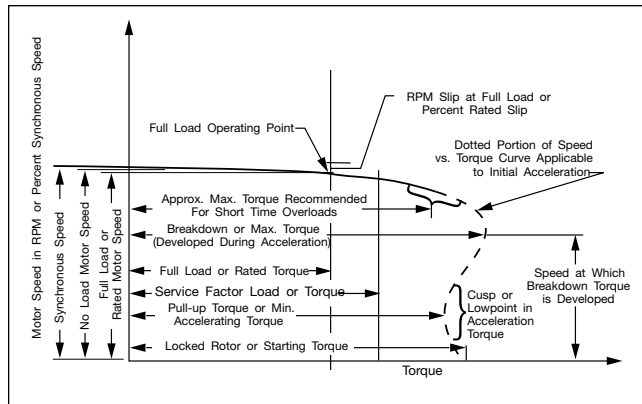 Motor Speed in RPM or Percent Synchronous Speed
Synchronous Speed
No Load Motor Speed
Full Load or
Rated Motor Speed
Full Load Operating Point
RPM Slip at Full Load or
Percent Rated Slip
Dotted Portion of Speed
vs. Torque Curve Applicable
to Initial Acceleration
Approx. Max. Torque Recommended
For Short Time Overloads
Breakdown or Max. Torque
(Developed During Acceleration)
Full Load or Rated Torque
Service Factor Load or Torque
Pull-up Torque or Min.
Accelerating Torque
Locked Rotor or Starting Torque
Cusp or
Lowpoint in
Acceleration
Torque
Speed at Which
Breakdown Torque
is Developed
Torque